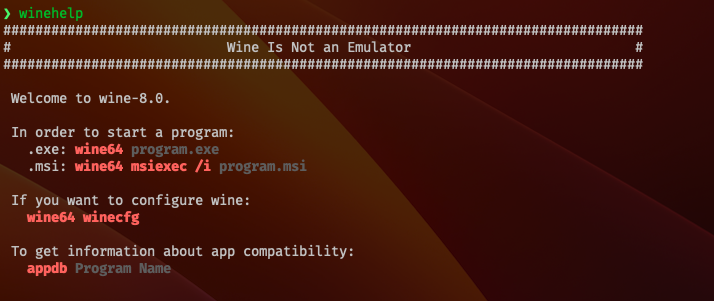 ❯ winehelp
################################################################################
#                           Wine Is Not an Emulator                            #
################################################################################
Welcome to wine-8.0.
In order to start a program:
.exe: wine64 program.exe
.msi: wine64 msiexec /i program.msi
If you want to configure wine:
wine64 winecfg
To get information about app compatibility:
appdb Program Name